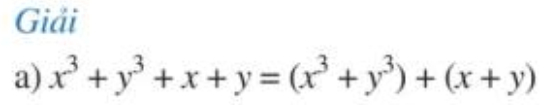 Giải
a) x³ + y³ + x + y = (x³ + y³) + (x + y)